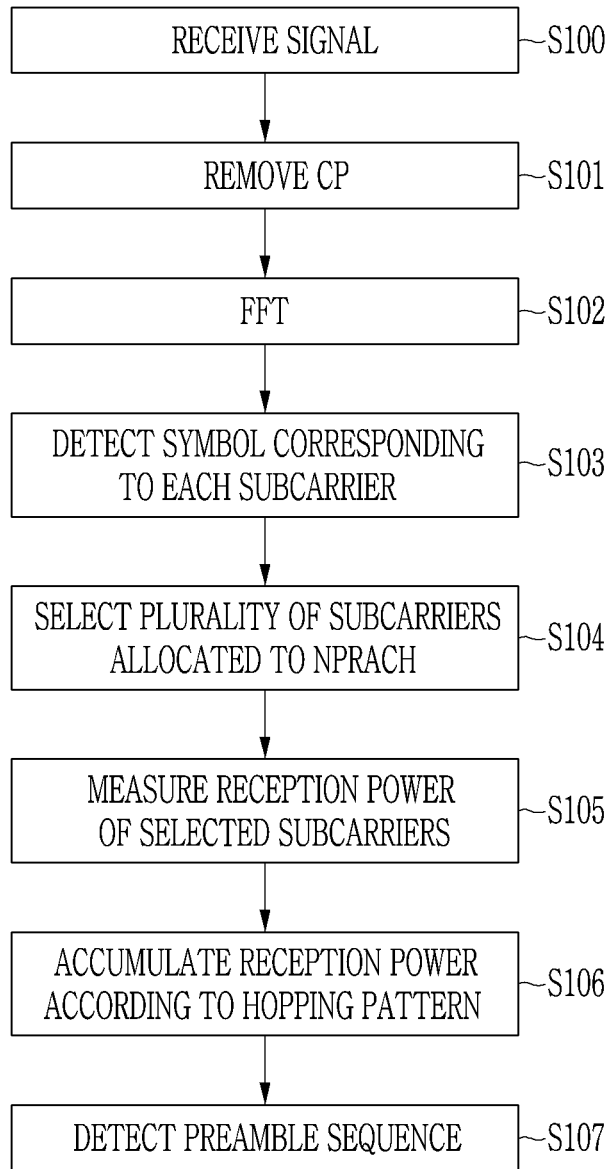 RECEIVE SIGNAL
S100
REMOVE CP
S101
FFT
S102
DETECT SYMBOL CORRESPONDING
TO EACH SUBCARRIER
S103
SELECT PLURALITY OF SUBCARRIERS
ALLOCATED TO NPRACH
S104
MEASURE RECEPTION POWER
OF SELECTED SUBCARRIERS
S105
ACCUMULATE RECEPTION POWER
ACCORDING TO HOPPING PATTERN
S106
DETECT PREAMBLE SEQUENCE
S107